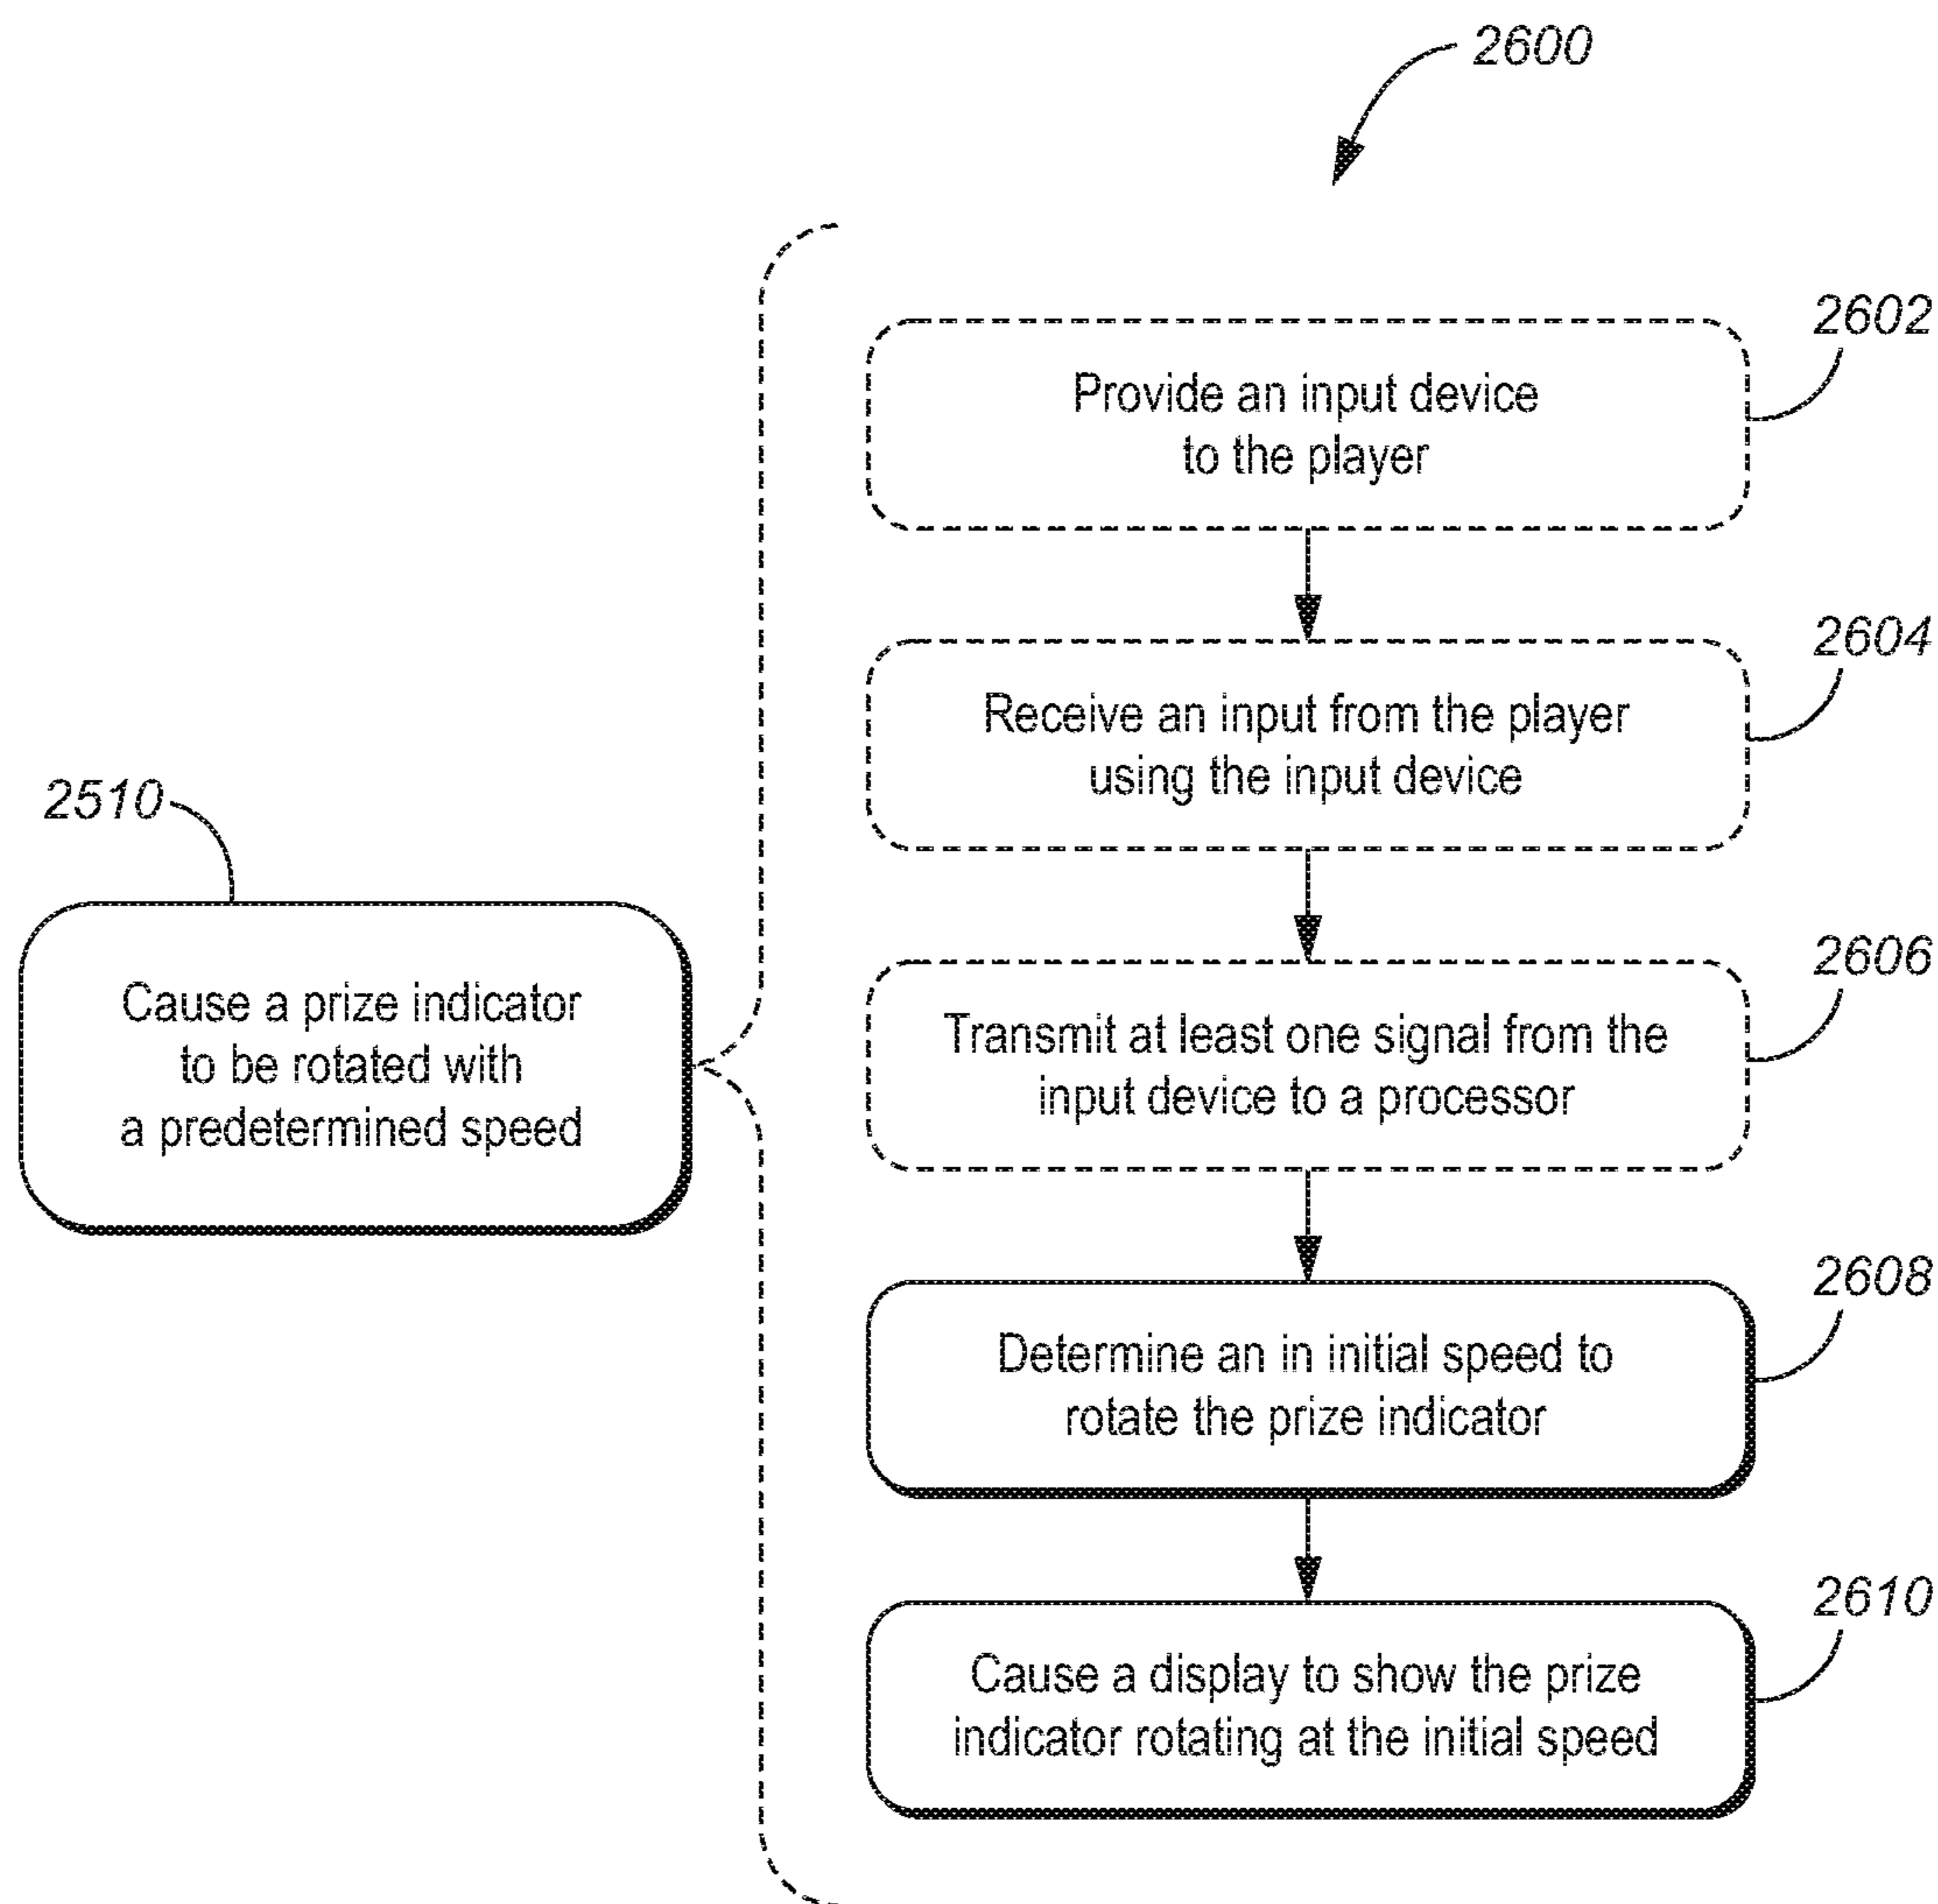 2600
2602
Provide an input device
to the player
2604
Receive an input from the player
using the input device
2510
Cause a prize indicator
to be rotated with
a predetermined speed
2606
Transmit at least one signal from the
input device to a processor
2608
Determine an in initial speed to
rotate the prize indicator
2610
Cause a display to show the prize
indicator rotating at the initial speed